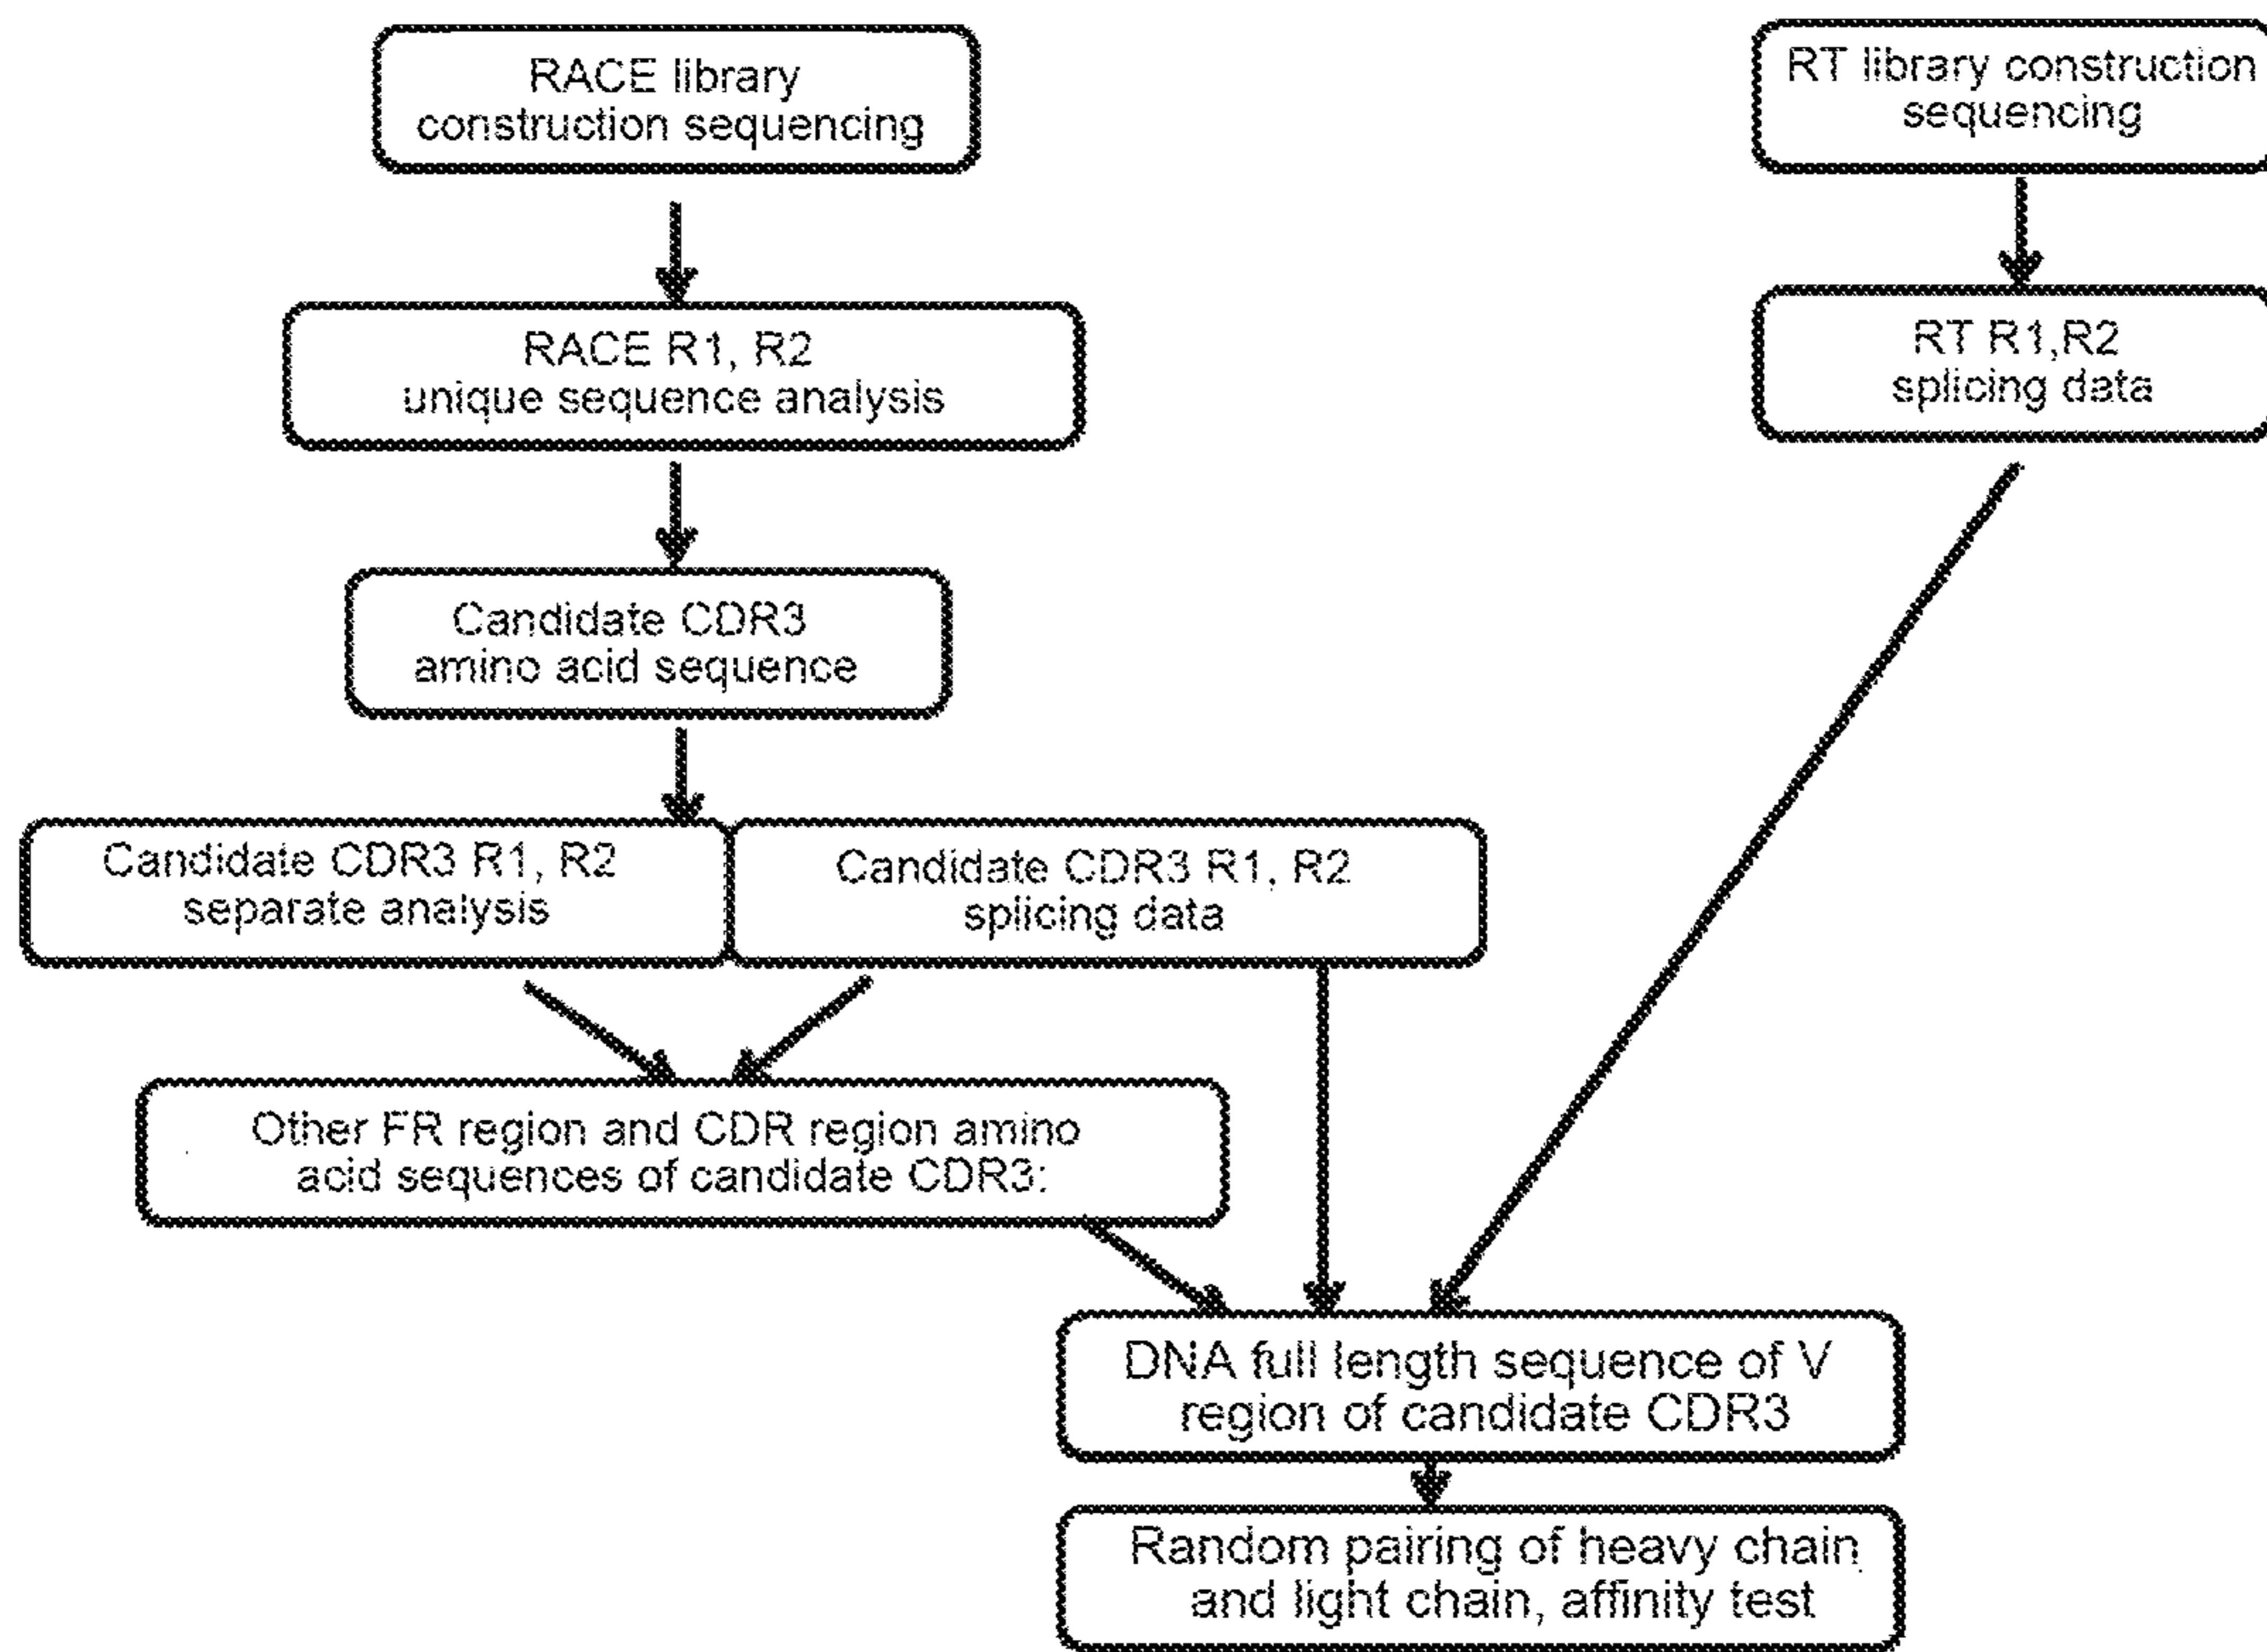 RACE library
construction sequencing
RT library construction
sequencing
RACE R1, R2
unique sequence analysis
RT R1,R2
splicing data
Candidate CDR3
amino acid sequence
Candidate CDR3 R1, R2
separate analysis
Candidate CDR3 R1, R2
splicing data
Other FR region and CDR region amino
acid sequences of candidate CDR3:
DNA full length sequence of V
region of candidate CDR3
Random pairing of heavy chain
and light chain, affinity test